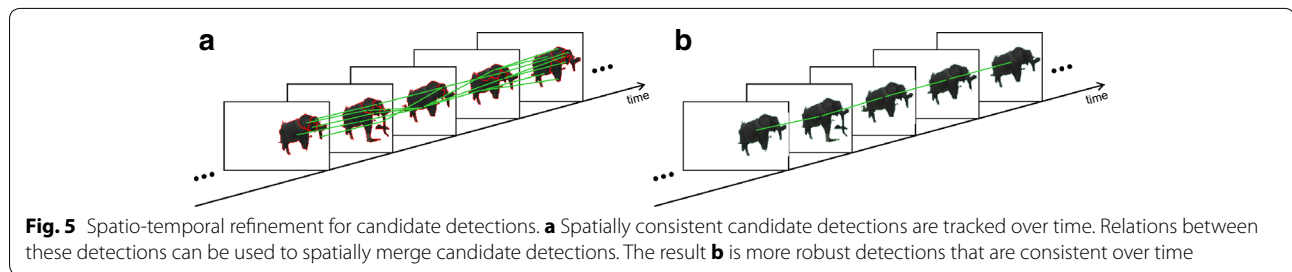 a
b
time
time
Fig. 5 Spatio-temporal refinement for candidate detections. a Spatially consistent candidate detections are tracked over time. Relations between
these detections can be used to spatially merge candidate detections. The result b is more robust detections that are consistent over time